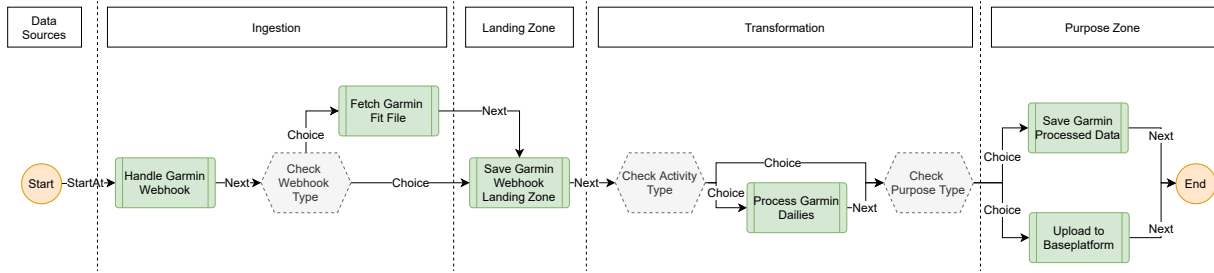 Data
Sources
Ingestion
Landing Zone
Transformation
Purpose Zone
Start
StartAt
Handle Garmin
Webhook
Next
Check
Webhook
Type
Choice
Fetch Garmin
Fit File
Next
Choice
Save Garmin
Webhook
Landing Zone
Next
Check Activity
Type
Choice
Choice
Process Garmin
Dailies
Next
Check
Purpose Type
Choice
Save Garmin
Processed Data
Next
Choice
Upload to
Baseplatform
Next
End